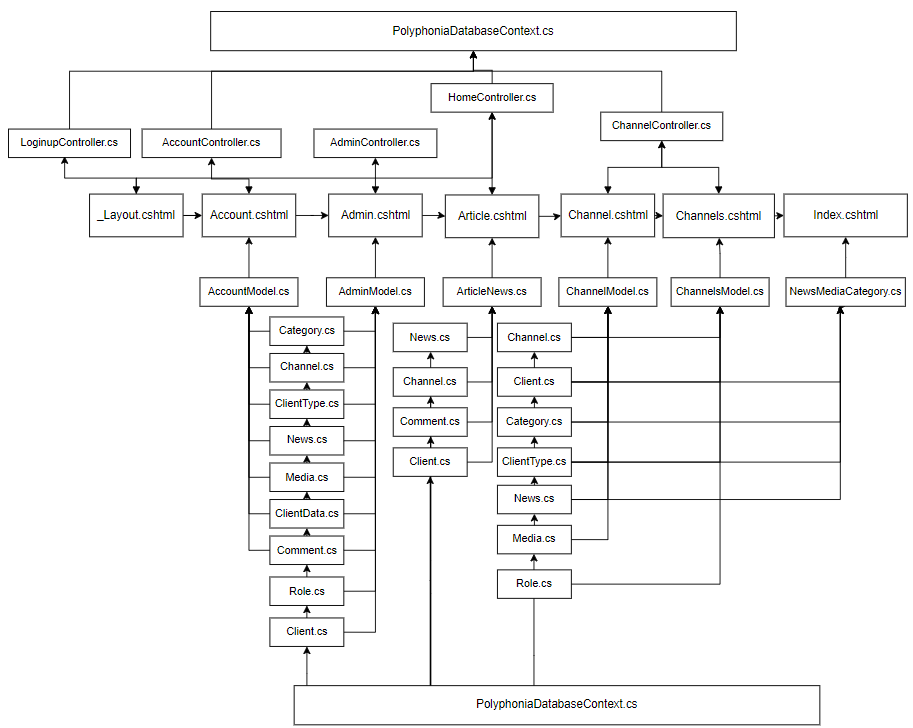 PolyphoniaDatabaseContext.cs
HomeController.cs
ChannelController.cs
LoginupController.cs
AccountController.cs
AdminController.cs
_Layout.cshtml
Account.cshtml
Admin.cshtml
Article.cshtml
Channel.cshtml
Channels.cshtml
Index.cshtml
AccountModel.cs
AdminModel.cs
ArticleNews.cs
ChannelModel.cs
ChannelsModel.cs
NewsMediaCategory.cs
Category.cs
Channel.cs
ClientType.cs
News.cs
Media.cs
ClientData.cs
Comment.cs
Role.cs
Client.cs
News.cs
Channel.cs
Comment.cs
Client.cs
Channel.cs
Client.cs
Category.cs
ClientType.cs
News.cs
Media.cs
Role.cs
PolyphoniaDatabaseContext.cs